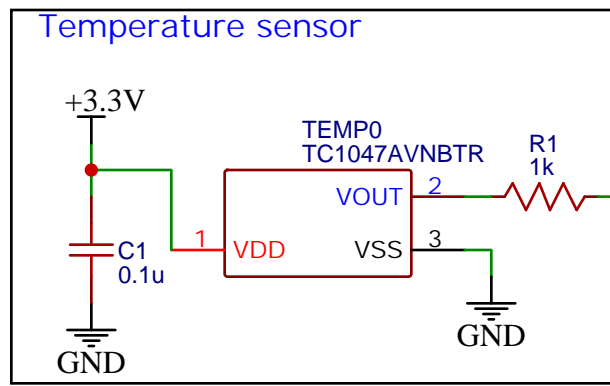 Temperature sensor
+3.3V
TEMP0
TC1047AVNBTR
R1
1k
VOUT
2
1
VDD
VSS
3
C1
0.1u
GND
GND